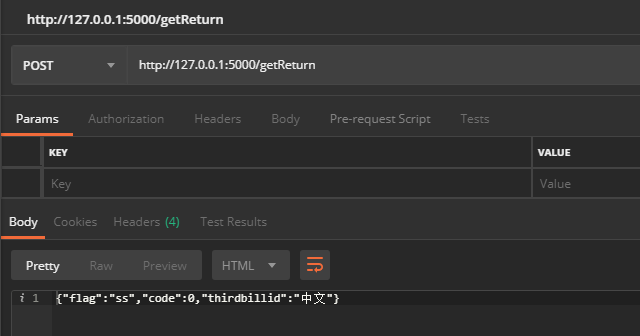 http://127.0.0.1:5000/getReturn
POST http://127.0.0.1:5000/getReturn
Params Authorization Headers Body Pre-request Script Tests
KEY VALUE
Key Value
Body Cookies Headers (4) Test Results
Pretty Raw Preview HTML
i 1 {"flag":"ss","code":0,"thirdbillid":"中文"}